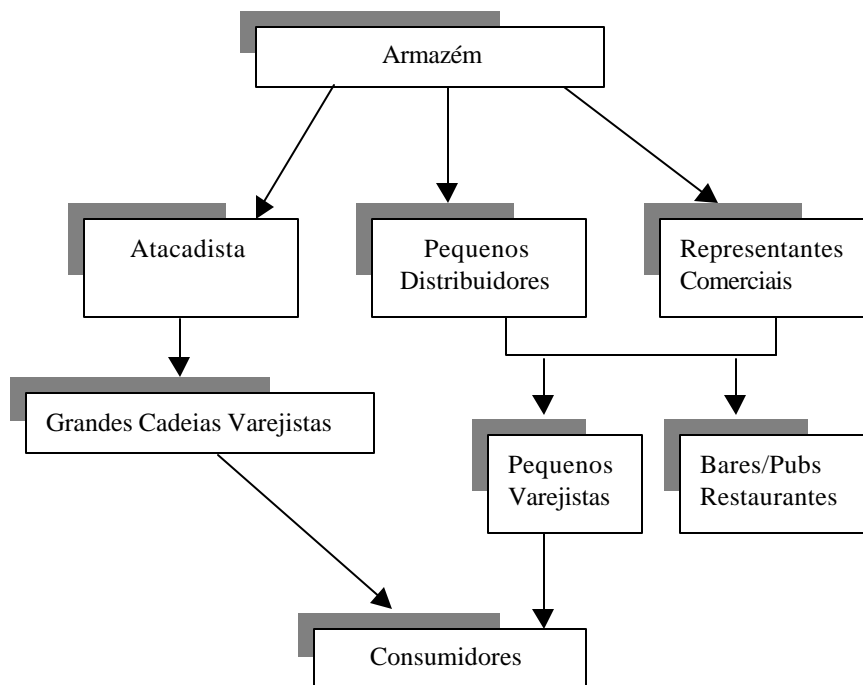 Armazém
Atacadista
Pequenos
Distribuidores
Representantes
Comerciais
Grandes Cadeias Varejistas
Pequenos
Varejistas
Bares/Pubs
Restaurantes
Consumidores